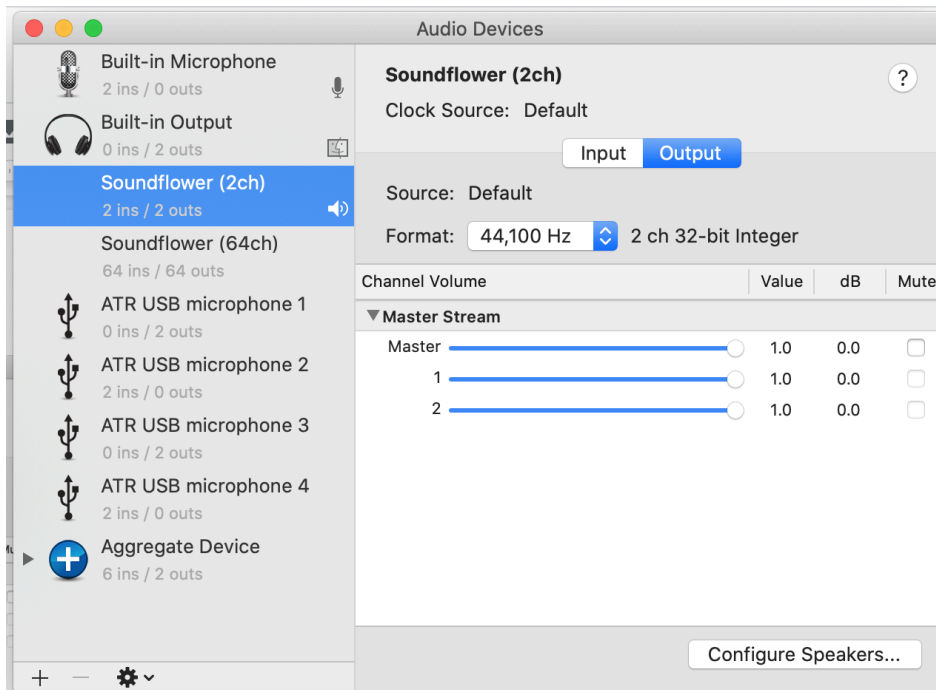 Audio Devices
Built-in Microphone
2 ins / 0 outs
Built-in Output
0 ins / 2 outs
Soundflower (2ch)
2 ins / 2 outs
Soundflower (64ch)
64 ins / 64 outs
ATR USB microphone 1
0 ins / 2 outs
ATR USB microphone 2
2 ins / 0 outs
ATR USB microphone 3
0 ins / 2 outs
ATR USB microphone 4
2 ins / 0 outs
Aggregate Device
6 ins / 2 outs
Soundflower (2ch)
?
Clock Source: Default
Input Output
Source: Default
Format: 44,100 Hz 2 ch 32-bit Integer
Channel Volume Value dB Mute
Master Stream
Master 1.0 0.0
1 1.0 0.0
2 1.0 0.0
Configure Speakers...